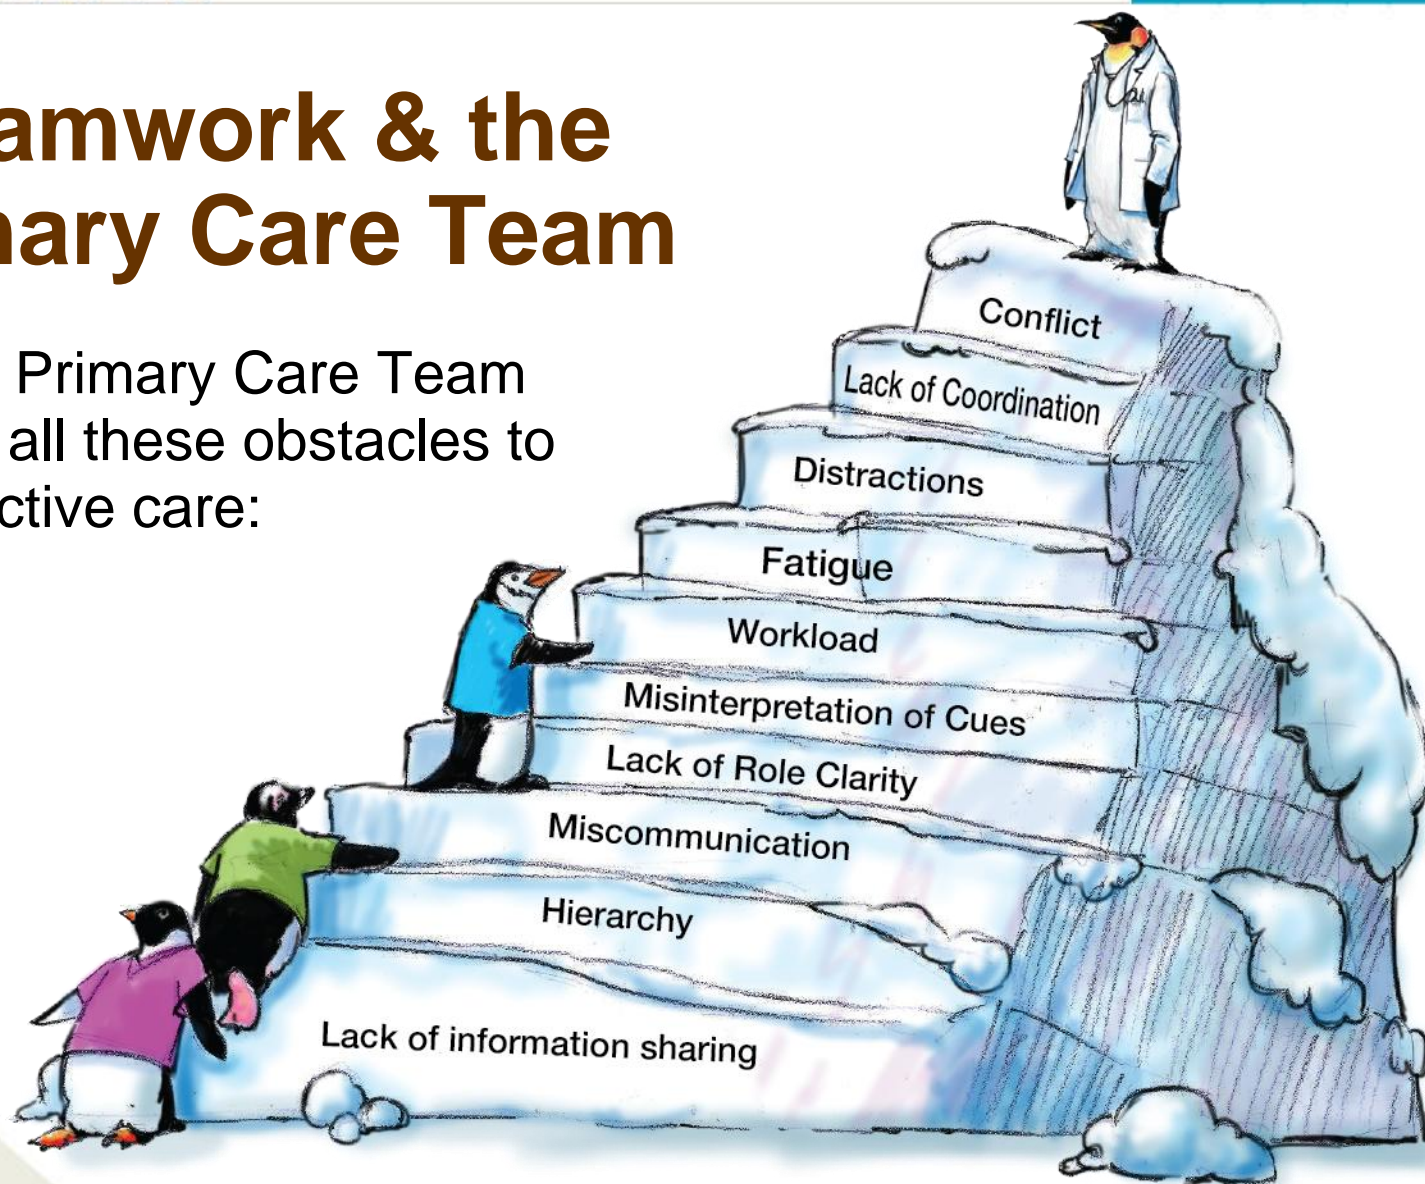 amwork & the
nary Care Team
Primary Care Team
all these obstacles to
ctive care:
Conflict
Lack of Coordination
Distractions
Fatigue
Workload
Misinterpretation of Cues
Lack of Role Clarity
Miscommunication
Hierarchy
Lack of information sharing